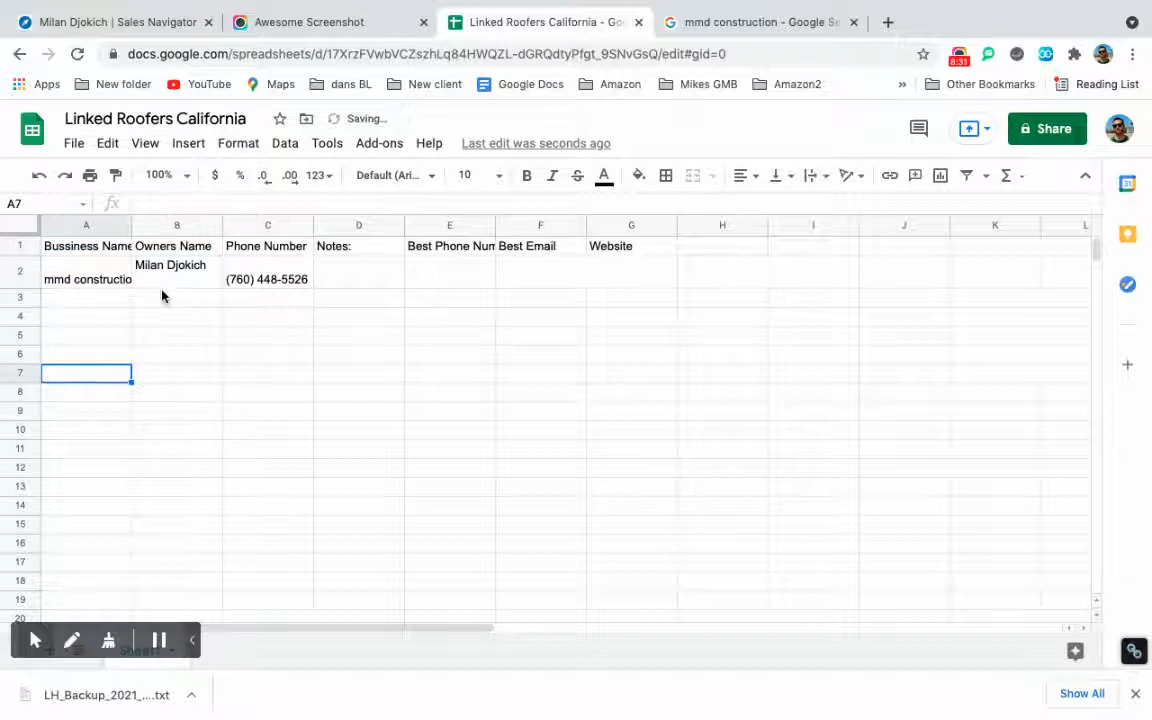 Milan Djokich | Sales Navigator
Awesome Screenshot
Linked Roofers California - Go
mmd construction - Google Se
docs.google.com/spreadsheets/d/17XrzFVwbVCZszhLq84HWQZL-dGRQdtyPfgt_9SNvGsQ/edit#gid=0
8:31
Apps
New folder
YouTube
Maps
dans BL
New client
Google Docs
Amazon
Mikes GMB
Amazon2
»
Other Bookmarks
Reading List
Linked Roofers California
Saving...
File
Edit
View
Insert
Format
Data
Tools
Add-ons
Help
Last edit was seconds ago
Share
100%
$
%
.0
.00
123
Default (Ari...
10
B
I
S
A
Σ
A7
fx
A B C D E F G H I J K L
1 Bussiness Name Owners Name Phone Number Notes: Best Phone Num Best Email Website
2 mmd constructio Milan Djokich (760) 448-5526
3
4
5
6
7
8
9
10
11
12
13
14
15
16
17
18
19
20
31
LH_Backup_2021_....txt
Show All